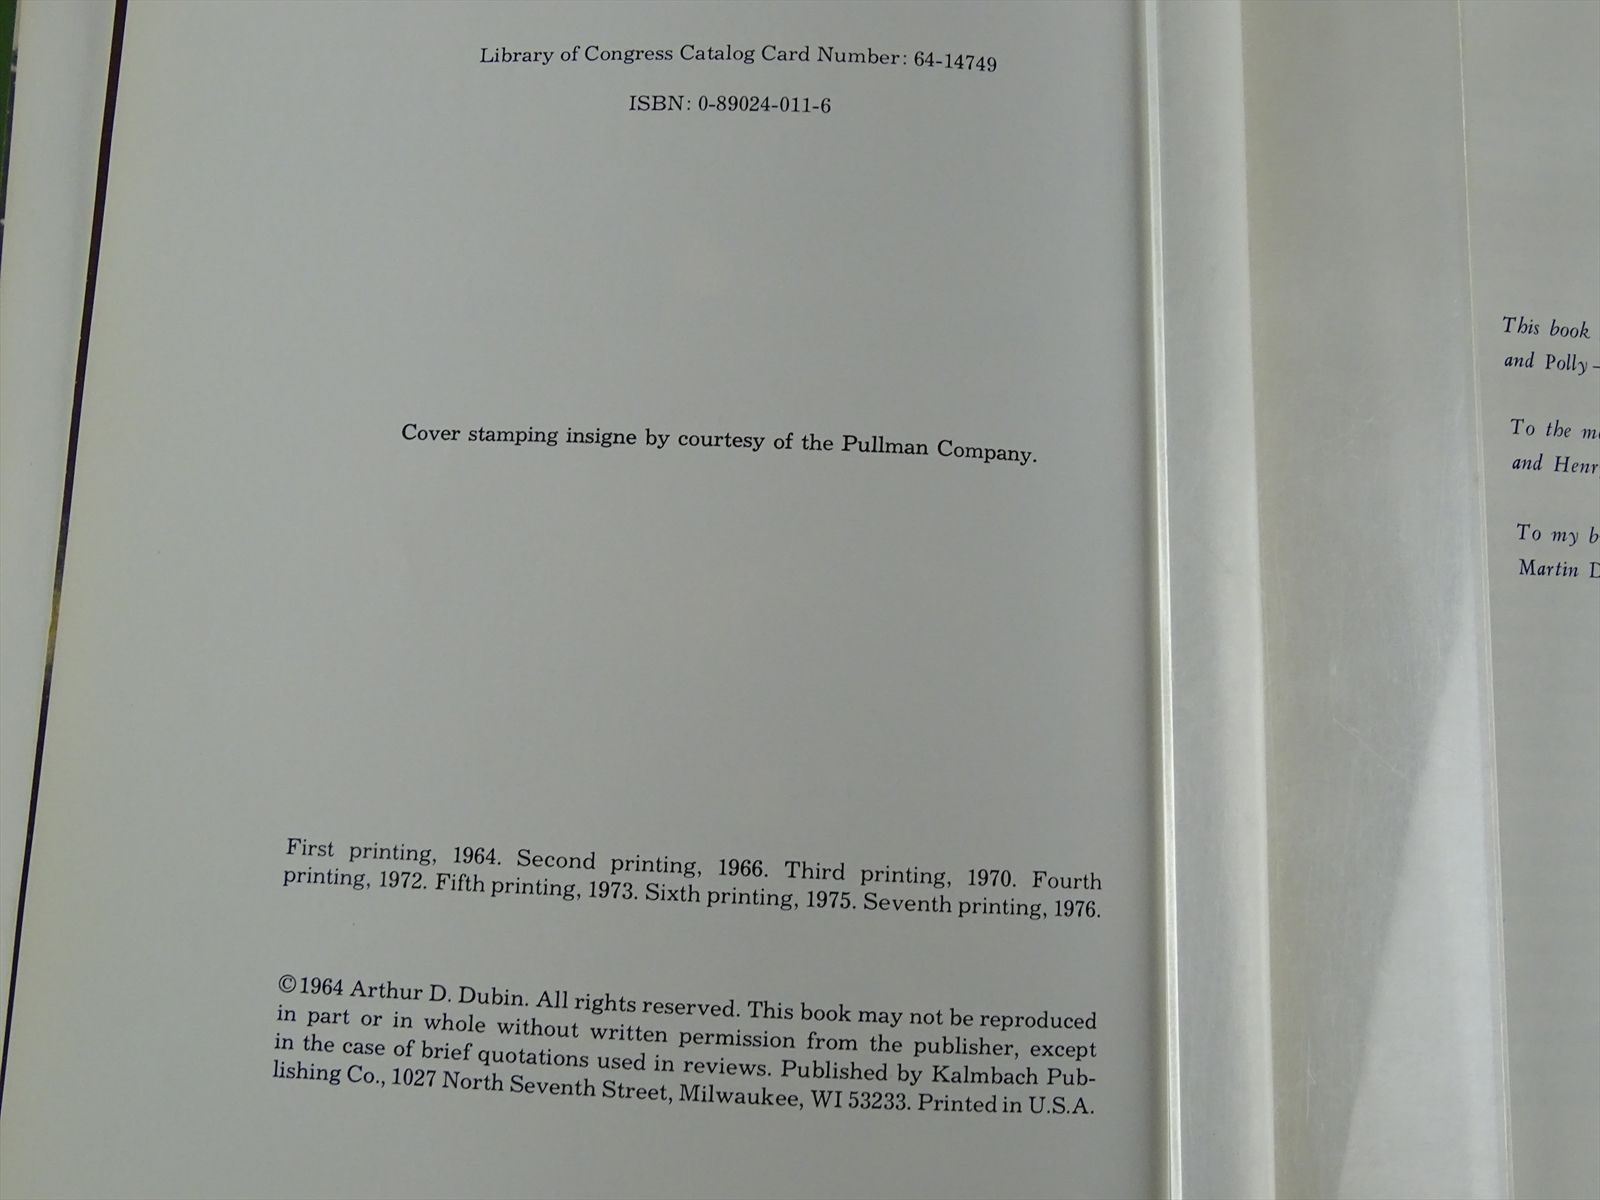 Library of Congress Catalog Card Number: 64-14749
ISBN: 0-89024-011-6
Cover stamping insigne by courtesy of the Pullman Company.
First printing, 1964. Second printing, 1966. Third printing, 1970. Fourth
printing, 1972. Fifth printing, 1973. Sixth printing, 1975. Seventh printing, 1976.
©1964 Arthur D. Dubin. All rights reserved. This book may not be reproduced
in part or in whole without written permission from the publisher, except
in the case of brief quotations used in reviews. Published by Kalmbach Pub-
lishing Co., 1027 North Seventh Street, Milwaukee, WI 53233. Printed in U.S.A.
This book
and Polly—
To the
and
To my
Martin